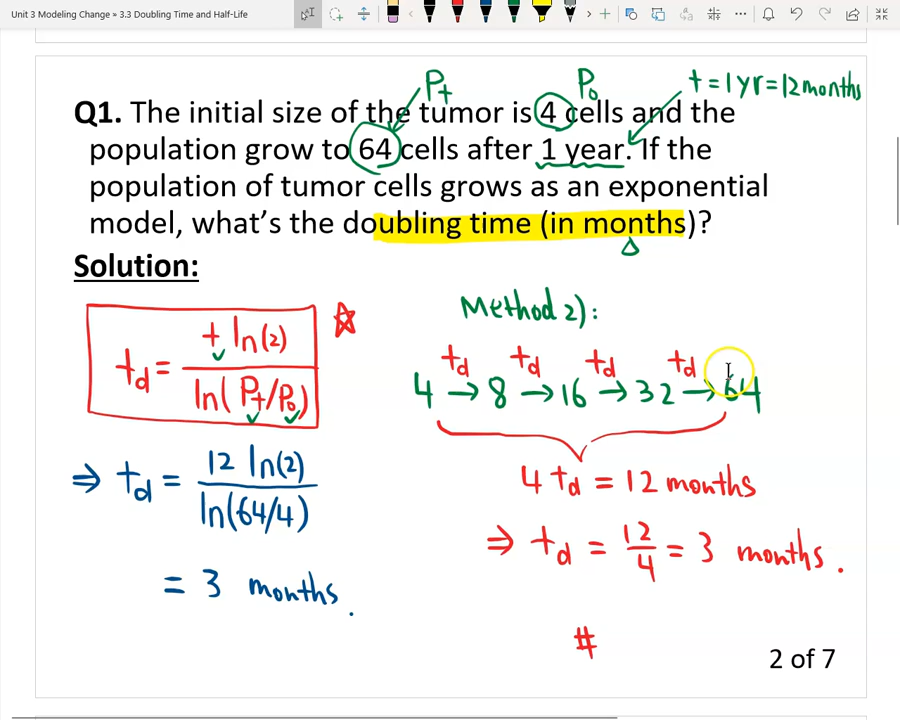 Unit 3 Modeling Change » 3.3 Doubling Time and Half-Life
Pt
P0
t = 1 yr = 12 months
Q1. The initial size of the tumor is 4 cells and the
population grow to 64 cells after 1 year. If the
population of tumor cells grows as an exponential
model, what's the doubling time (in months)?
Solution:
td = t ln(2) / ln(Pt/P0)
⇒ td = 12 ln(2) / ln(64/4)
= 3 months.
Method 2):
td td td td
4 → 8 → 16 → 32 → 64
4 td = 12 months
⇒ td = 12/4 = 3 months.
#
2 of 7